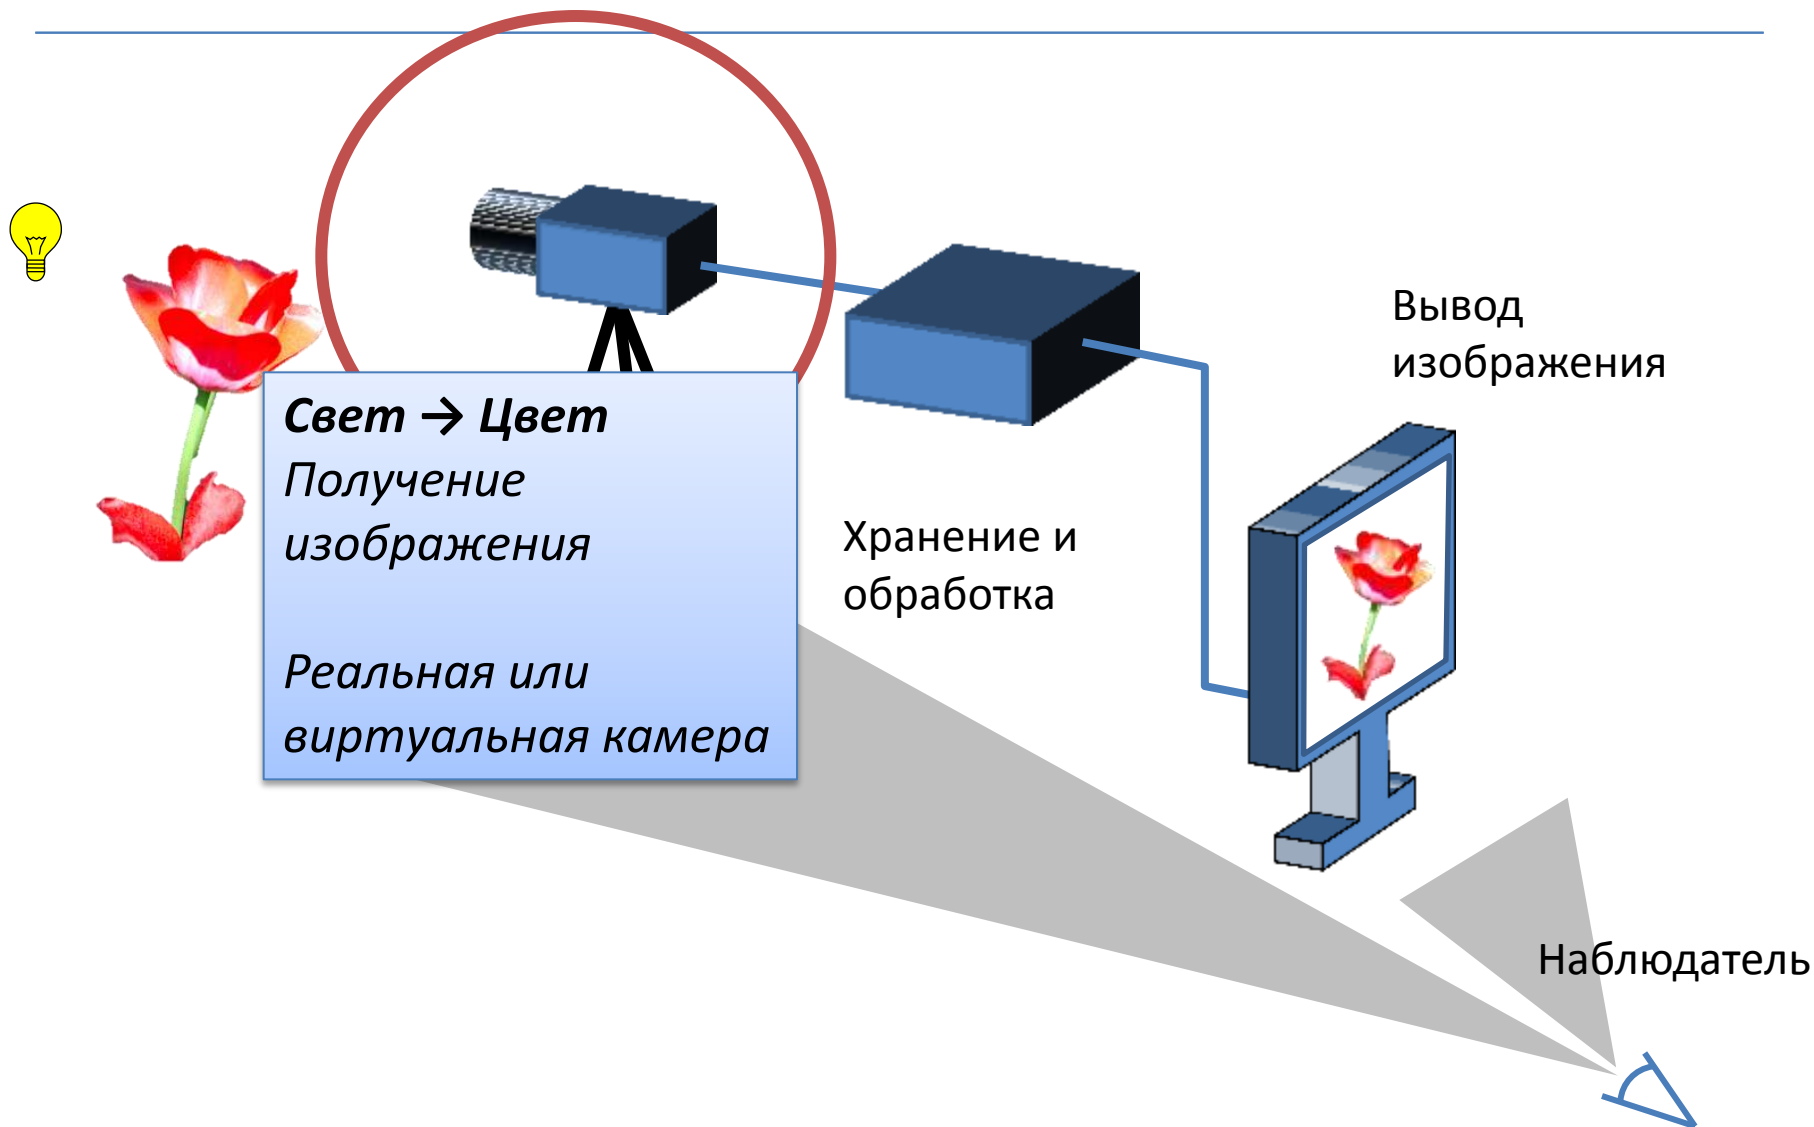 Свет → Цвет
Получение
изображения
Реальная или
виртуальная камера
Хранение и
обработка
Вывод
изображения
Наблюдатель